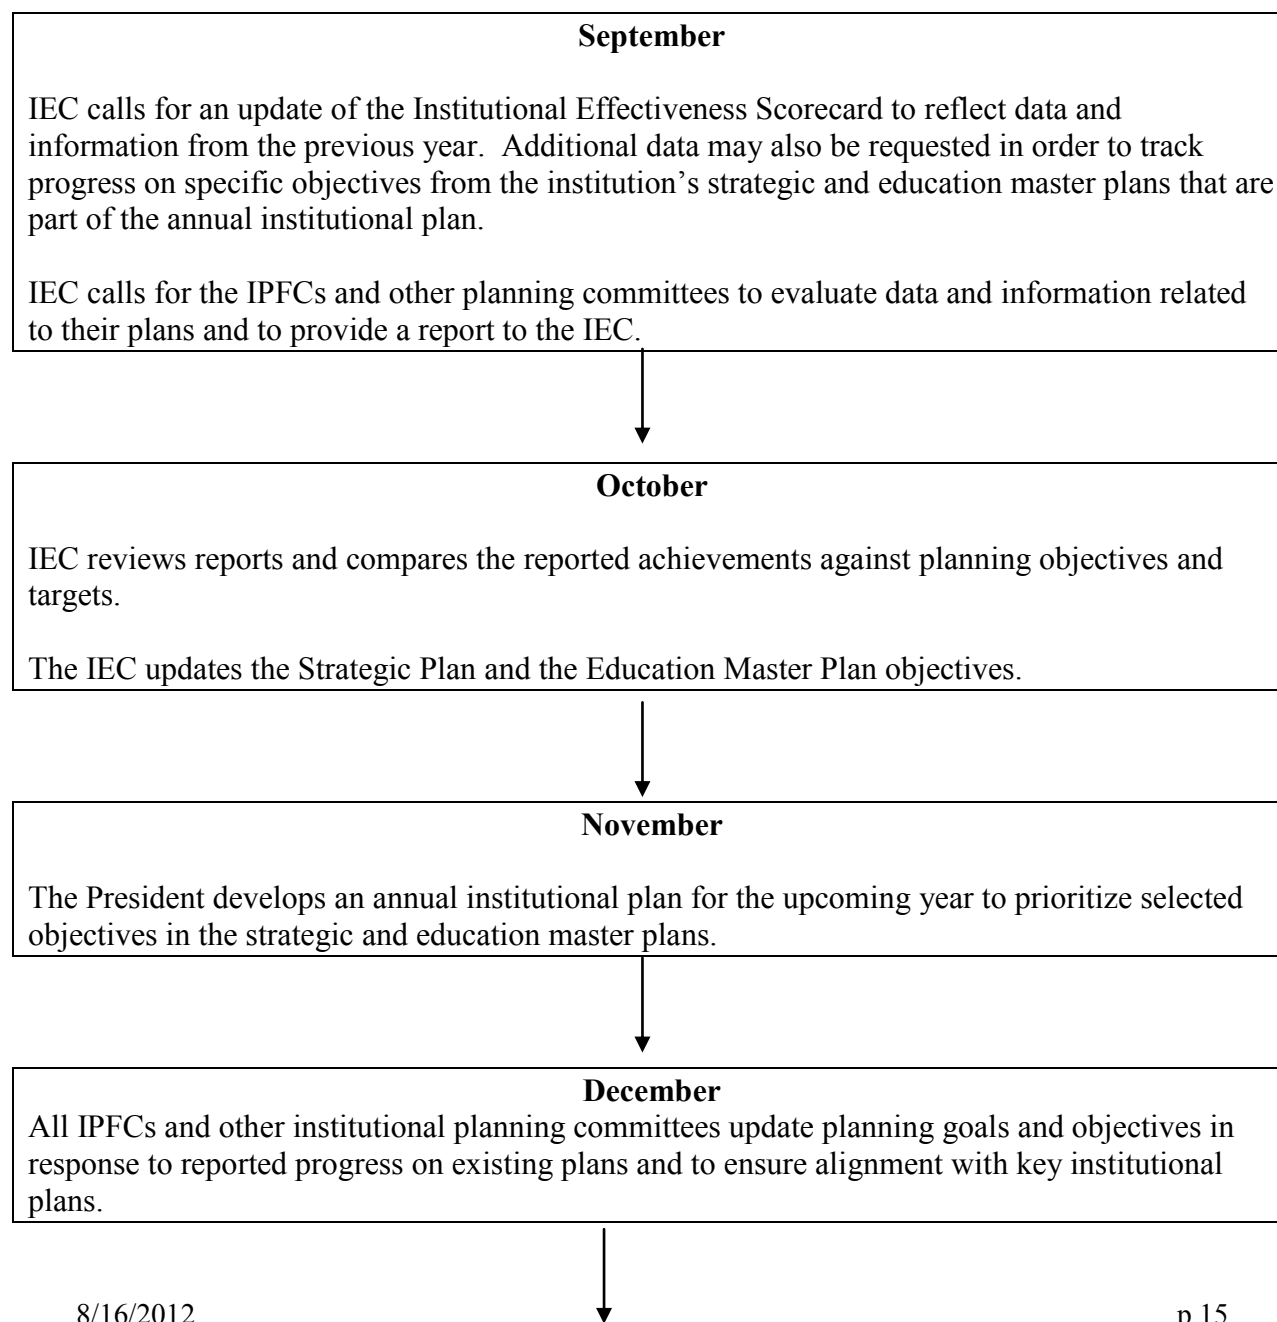 September
IEC calls for an update of the Institutional Effectiveness Scorecard to reflect data and
information from the previous year.  Additional data may also be requested in order to track
progress on specific objectives from the institution’s strategic and education master plans that are
part of the annual institutional plan.
IEC calls for the IPFCs and other planning committees to evaluate data and information related
to their plans and to provide a report to the IEC.
October
IEC reviews reports and compares the reported achievements against planning objectives and
targets.
The IEC updates the Strategic Plan and the Education Master Plan objectives.
November
The President develops an annual institutional plan for the upcoming year to prioritize selected
objectives in the strategic and education master plans.
December
All IPFCs and other institutional planning committees update planning goals and objectives in
response to reported progress on existing plans and to ensure alignment with key institutional
plans.
8/16/2012 p 15